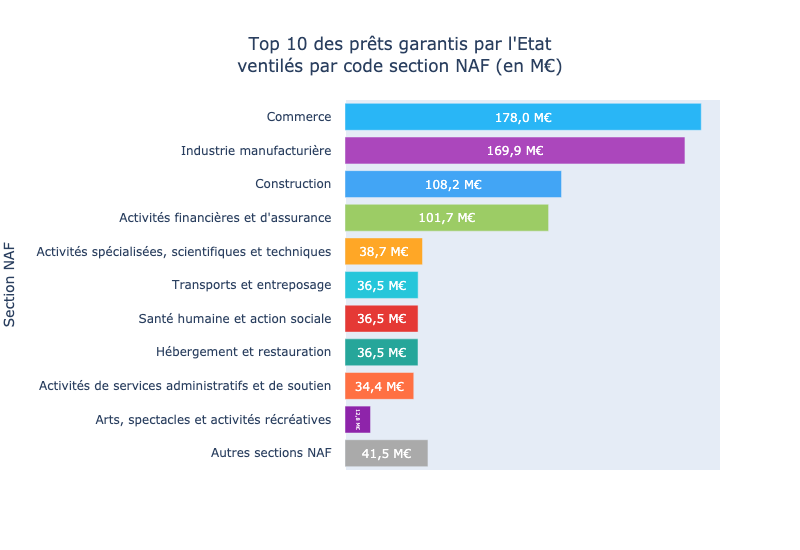 Top 10 des prêts garantis par l'Etat
ventilés par code section NAF (en M€)
Section NAF
Commerce 178,0 M€
Industrie manufacturière 169,9 M€
Construction 108,2 M€
Activités financières et d'assurance 101,7 M€
Activités spécialisées, scientifiques et techniques 38,7 M€
Transports et entreposage 36,5 M€
Santé humaine et action sociale 36,5 M€
Hébergement et restauration 36,5 M€
Activités de services administratifs et de soutien 34,4 M€
Arts, spectacles et activités récréatives M€
Autres sections NAF 41,5 M€